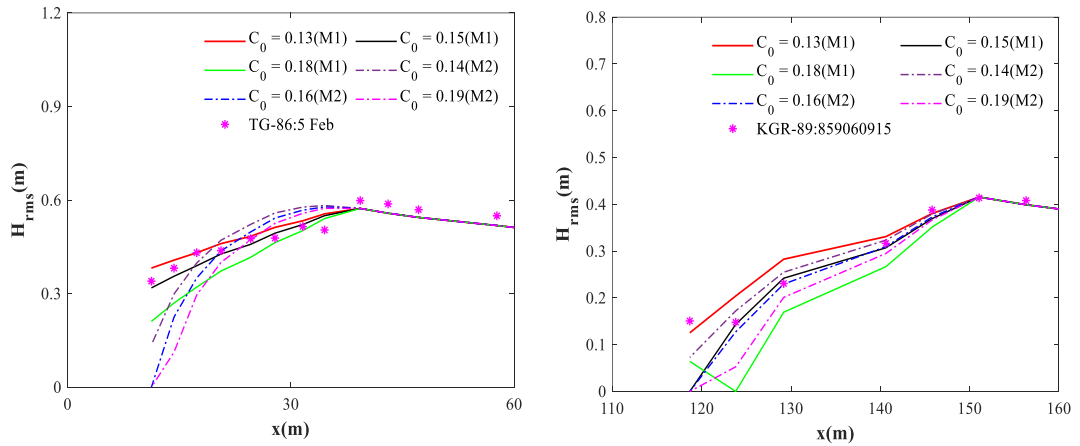 1.2
0.9
0.6
0.3
0
H_rms(m)
C_0 = 0.13(M1)
C_0 = 0.15(M1)
C_0 = 0.18(M1)
C_0 = 0.14(M2)
C_0 = 0.16(M2)
C_0 = 0.19(M2)
TG-86:5 Feb
0 30 60
x(m)
0.8
0.7
0.6
0.5
0.4
0.3
0.2
0.1
0
H_rms(m)
C_0 = 0.13(M1)
C_0 = 0.15(M1)
C_0 = 0.18(M1)
C_0 = 0.14(M2)
C_0 = 0.16(M2)
C_0 = 0.19(M2)
KGR-89:859060915
110 120 130 140 150 160
x(m)